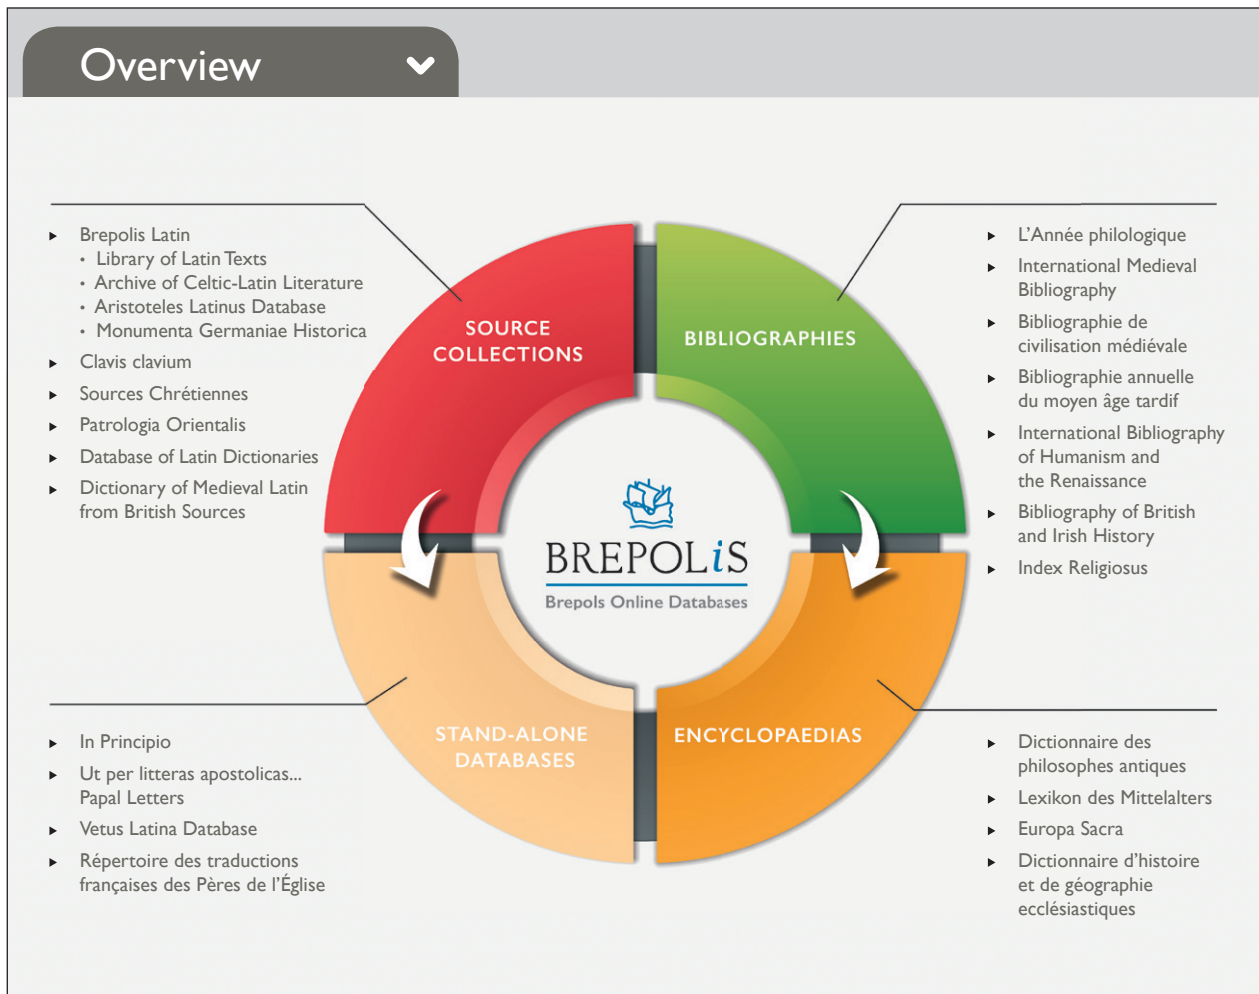 Overview
Brepolis Latin
• Library of Latin Texts
• Archive of Celtic-Latin Literature
• Aristoteles Latinus Database
• Monumenta Germaniae Historica
Clavis clavium
Sources Chrétiennes
Patrologia Orientalis
Database of Latin Dictionaries
Dictionary of Medieval Latin
from British Sources
SOURCE
COLLECTIONS
BIBLIOGRAPHIES
L'Année philologique
International Medieval
Bibliography
Bibliographie de
civilisation médiévale
Bibliographie annuelle
du moyen âge tardif
International Bibliography
of Humanism and
the Renaissance
Bibliography of British
and Irish History
Index Religiosus
BREPOLiS
Brepols Online Databases
STAND-ALONE
DATABASES
ENCYCLOPAEDIAS
In Principio
Ut per litteras apostolicas...
Papal Letters
Vetus Latina Database
Répertoire des traductions
françaises des Pères de l'Église
Dictionnaire des
philosophes antiques
Lexikon des Mittelalters
Europa Sacra
Dictionnaire d'histoire
et de géographie
ecclésiastiques